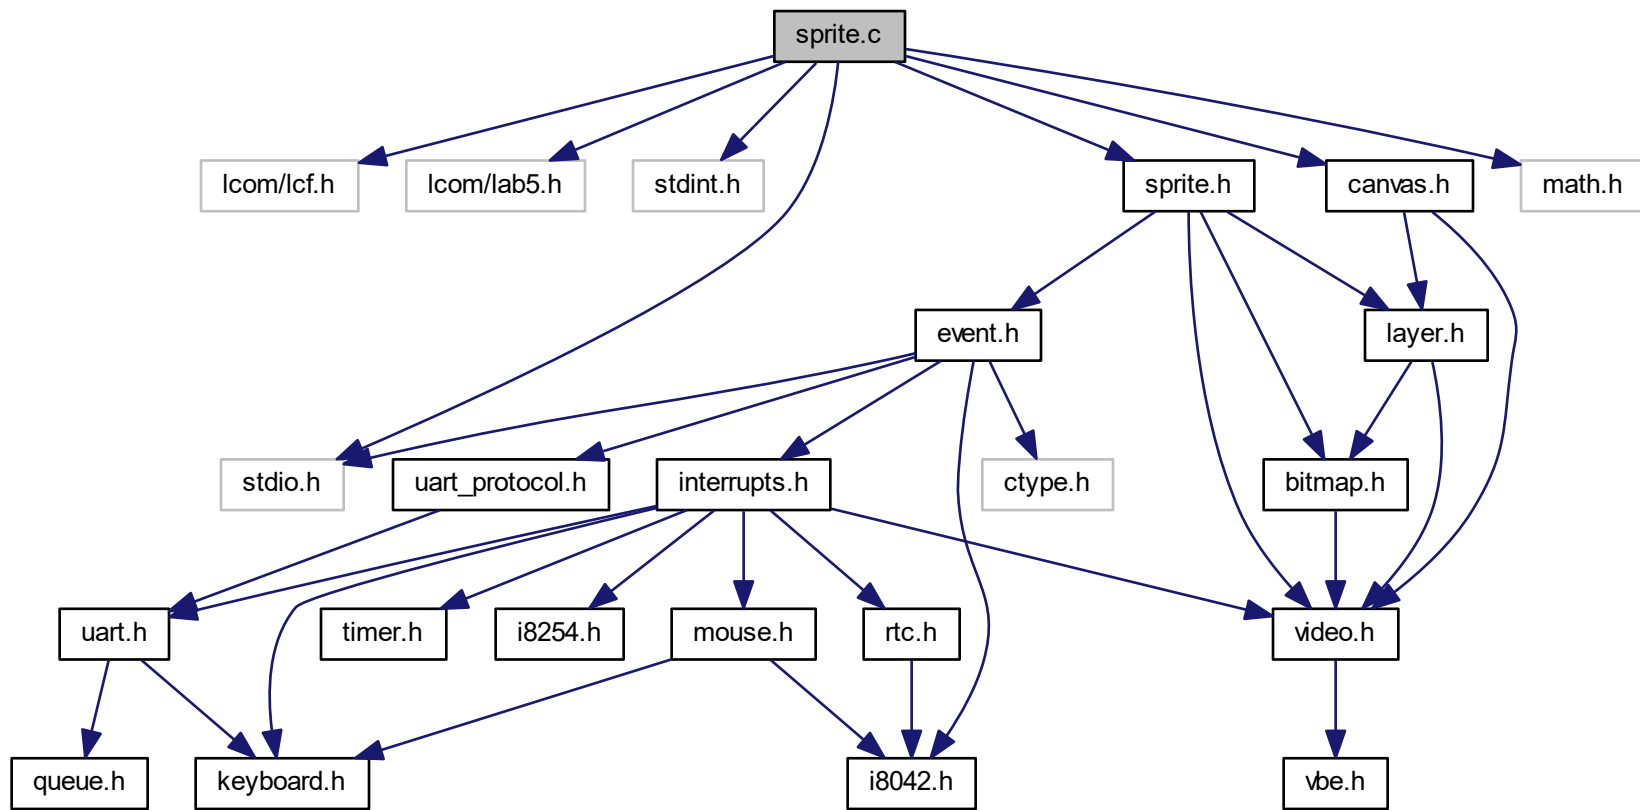 sprite.c
lcom/lcf.h
lcom/lab5.h
stdint.h
sprite.h
canvas.h
math.h
event.h
layer.h
stdio.h
uart_protocol.h
interrupts.h
ctype.h
bitmap.h
uart.h
timer.h
i8254.h
mouse.h
rtc.h
video.h
queue.h
keyboard.h
i8042.h
vbe.h